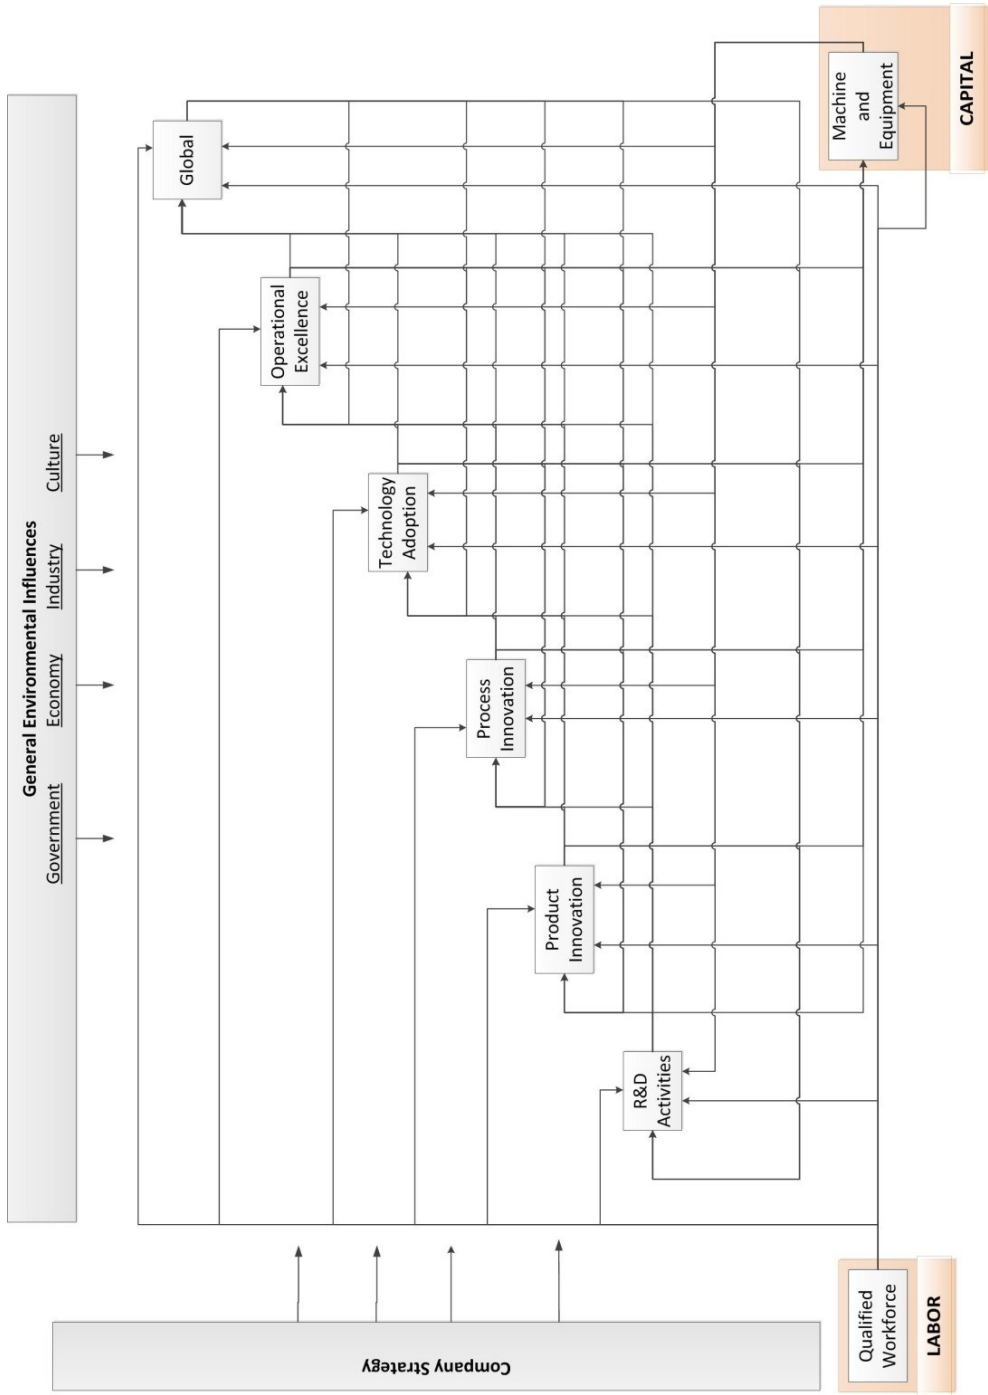 General Environmental Influences
Government
Economy
Industry
Culture
Company Strategy
Global
Operational
Excellence
Technology
Adoption
Process
Innovation
Product
Innovation
R&D
Activities
Qualified
Workforce
LABOR
Machine
and
Equipment
CAPITAL